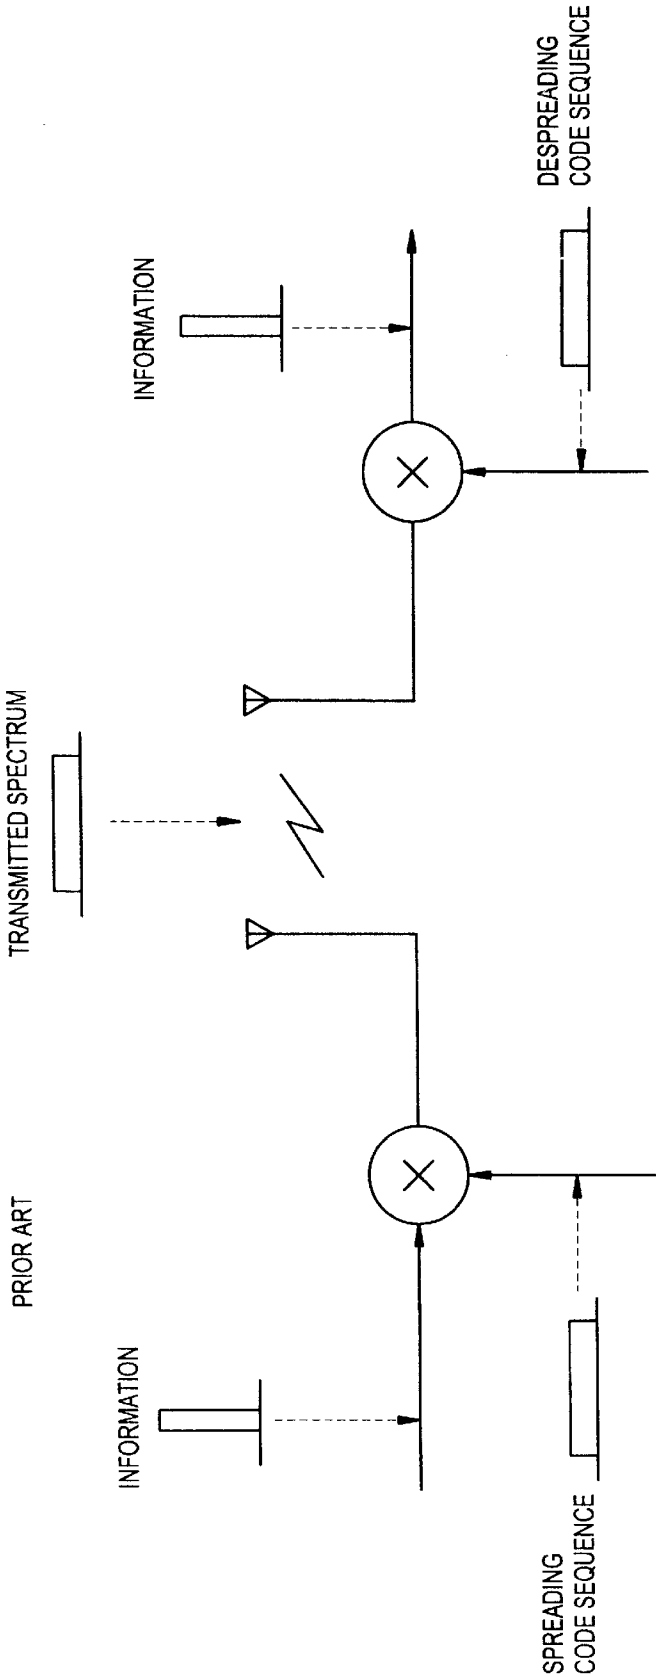 PRIOR ART
TRANSMITTED SPECTRUM
INFORMATION
INFORMATION
SPREADING
CODE SEQUENCE
DESPREADING
CODE SEQUENCE